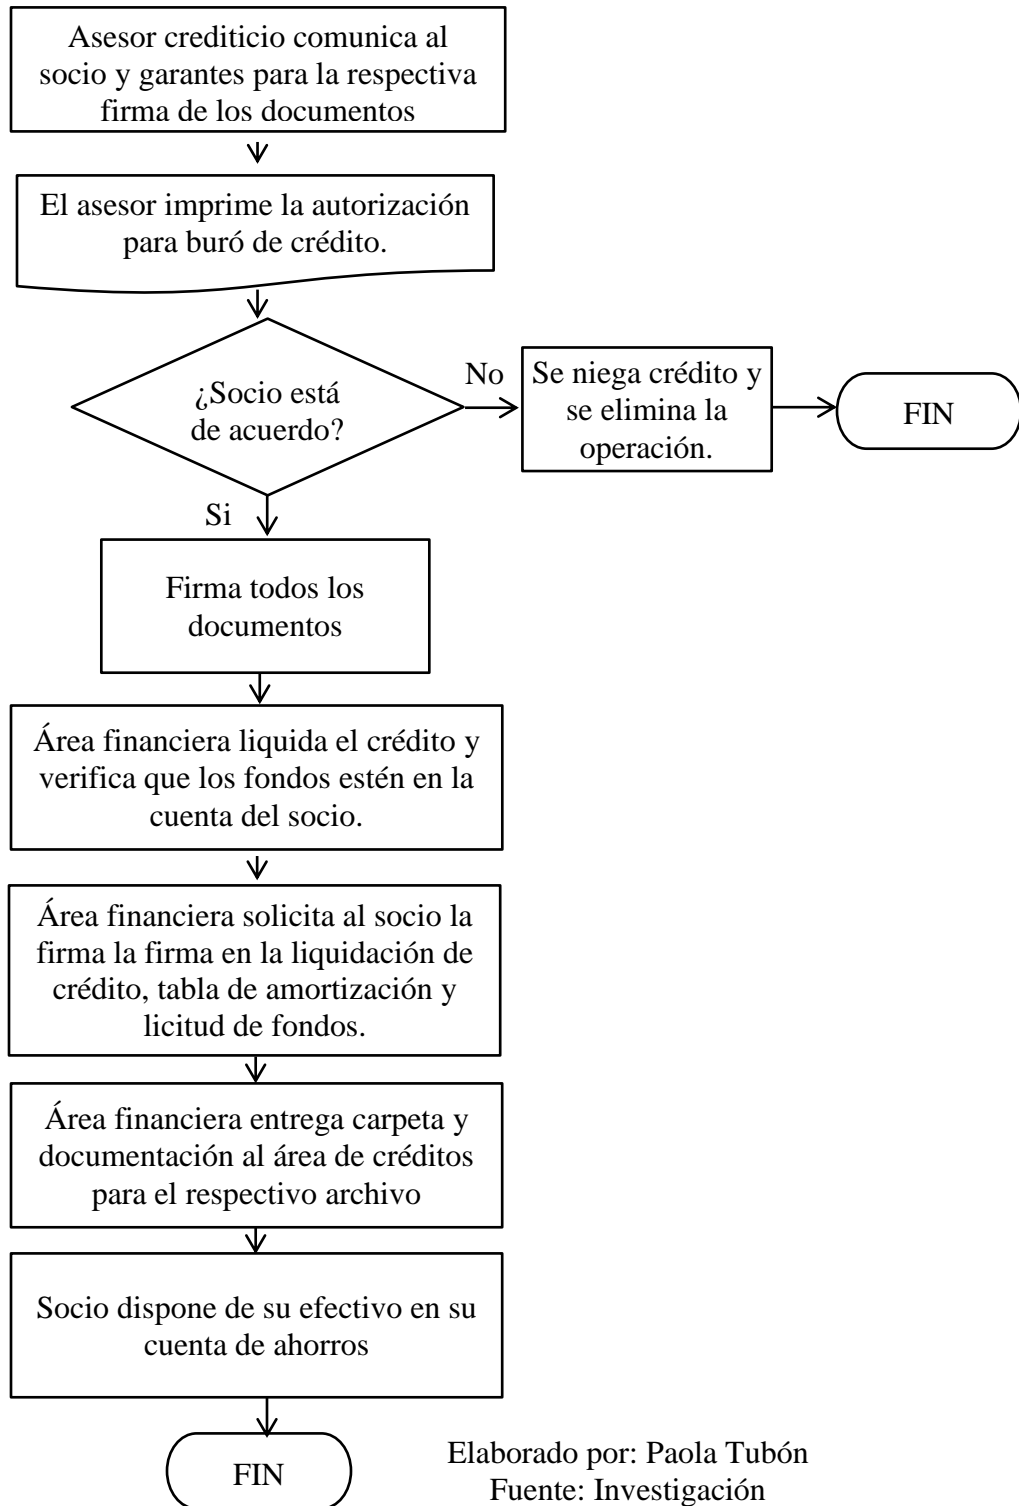 Asesor crediticio comunica al
socio y garantes para la respectiva
firma de los documentos
El asesor imprime la autorización
para buró de crédito.
¿Socio está
de acuerdo?
No
Se niega crédito y
se elimina la
operación.
FIN
Si
Firma todos los
documentos
Área financiera liquida el crédito y
verifica que los fondos estén en la
cuenta del socio.
Área financiera solicita al socio la
firma la firma en la liquidación de
crédito, tabla de amortización y
licitud de fondos.
Área financiera entrega carpeta y
documentación al área de créditos
para el respectivo archivo
Socio dispone de su efectivo en su
cuenta de ahorros
FIN
Elaborado por: Paola Tubón
Fuente: Investigación